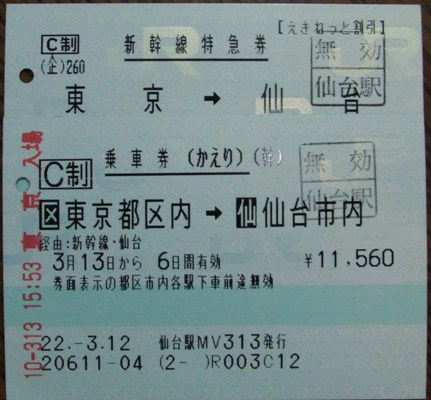 [えきねっと割引]
C制 新幹線特急券
(企)260
無効
仙台駅
東京 → 仙台
乗車券(かえり)(幹)
C制
無効
仙台駅
区東京都区内 → 仙仙台市内
経由:新幹線・仙台
3月13日から 6日間有効 ¥11,560
券面表示の都区市内各駅下車前途無効
22.-3.12 仙台駅MV313発行
20611-04 (2- )R003C12
10-313 15:53 東京 入場